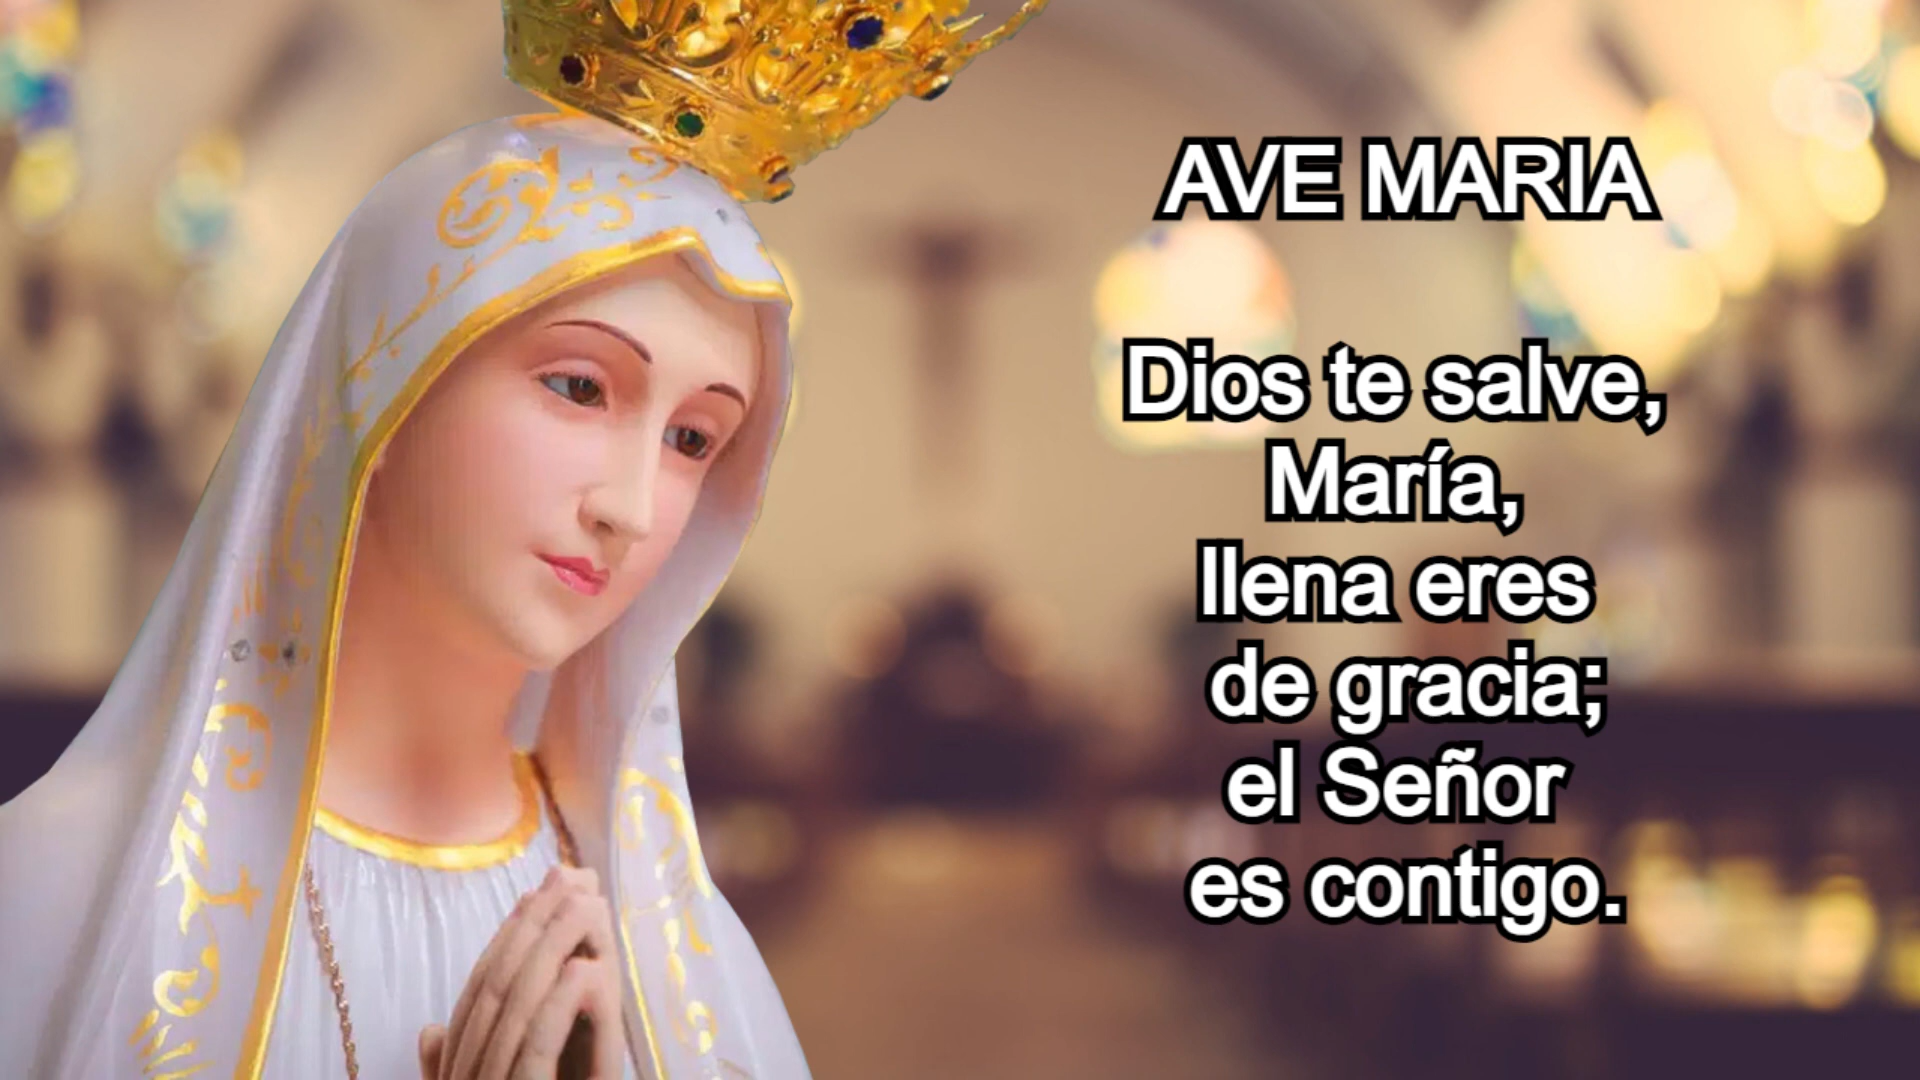 AVE MARIA
Dios te salve,
María,
llena eres
de gracia;
el Señor
es contigo.